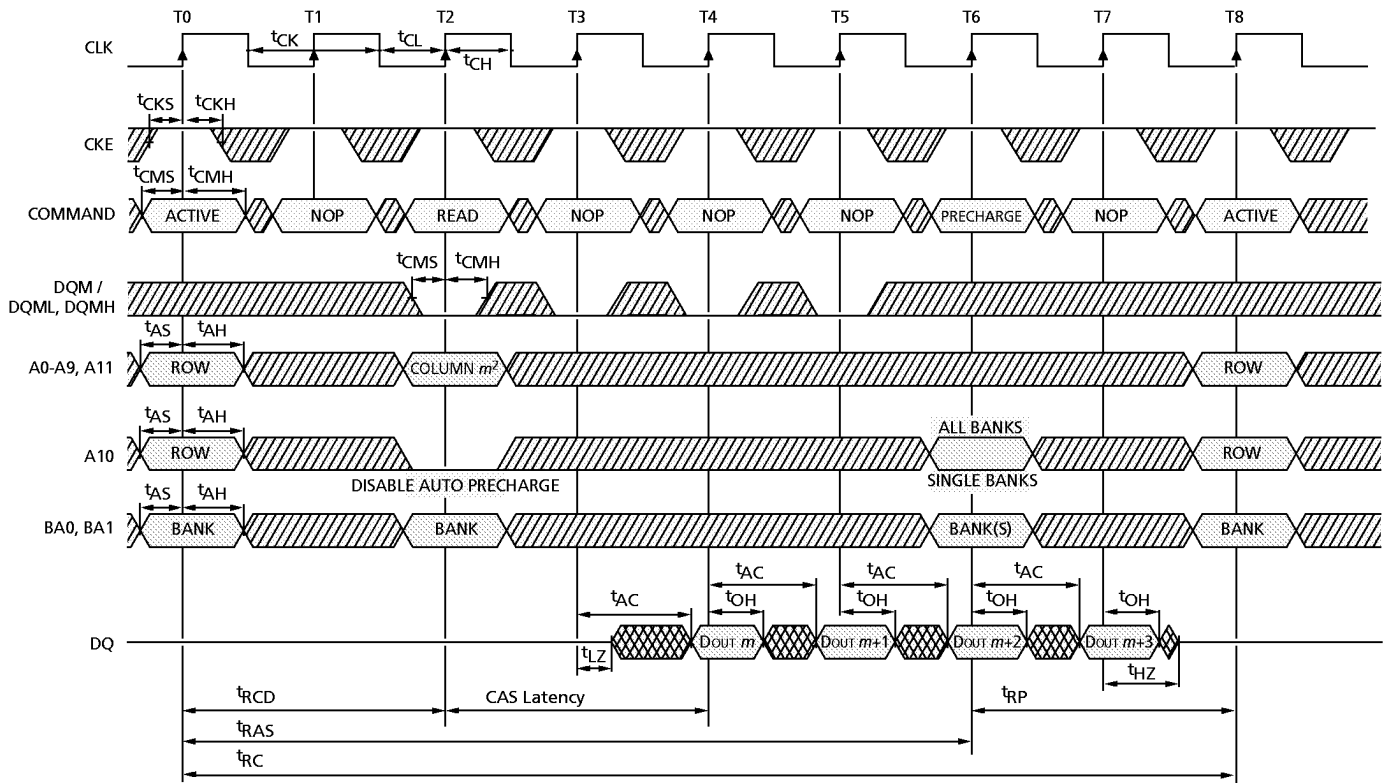 T0 T1 T2 T3 T4 T5 T6 T7 T8
CLK
tCK tCL
tCH
tCKS tCKH
CKE
tCMS tCMH
COMMAND ACTIVE NOP READ NOP NOP NOP PRECHARGE NOP ACTIVE
tCMS tCMH
DQM /
DQML, DQMH
tAS tAH
A0-A9, A11 ROW COLUMN m² ROW
tAS tAH
ALL BANKS
A10 ROW ROW
DISABLE AUTO PRECHARGE SINGLE BANKS
tAS tAH
BA0, BA1 BANK BANK BANK(S) BANK
tAC tAC tAC
tAC tOH tOH tOH tOH
DQ DOUT m DOUT m+1 DOUT m+2 DOUT m+3
tLZ tHZ
tRCD CAS Latency tRP
tRAS
tRC